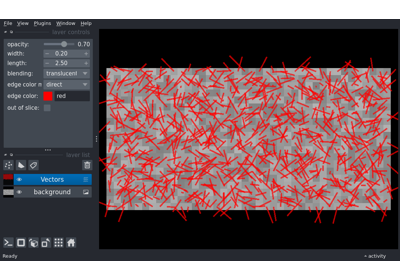 File View Plugins Window Help
layer controls
opacity: 0.70
width: 0.20
length: 2.50
blending: translucent
edge color m direct
edge color: red
out of slice:
layer list
Vectors
background
Ready
activity